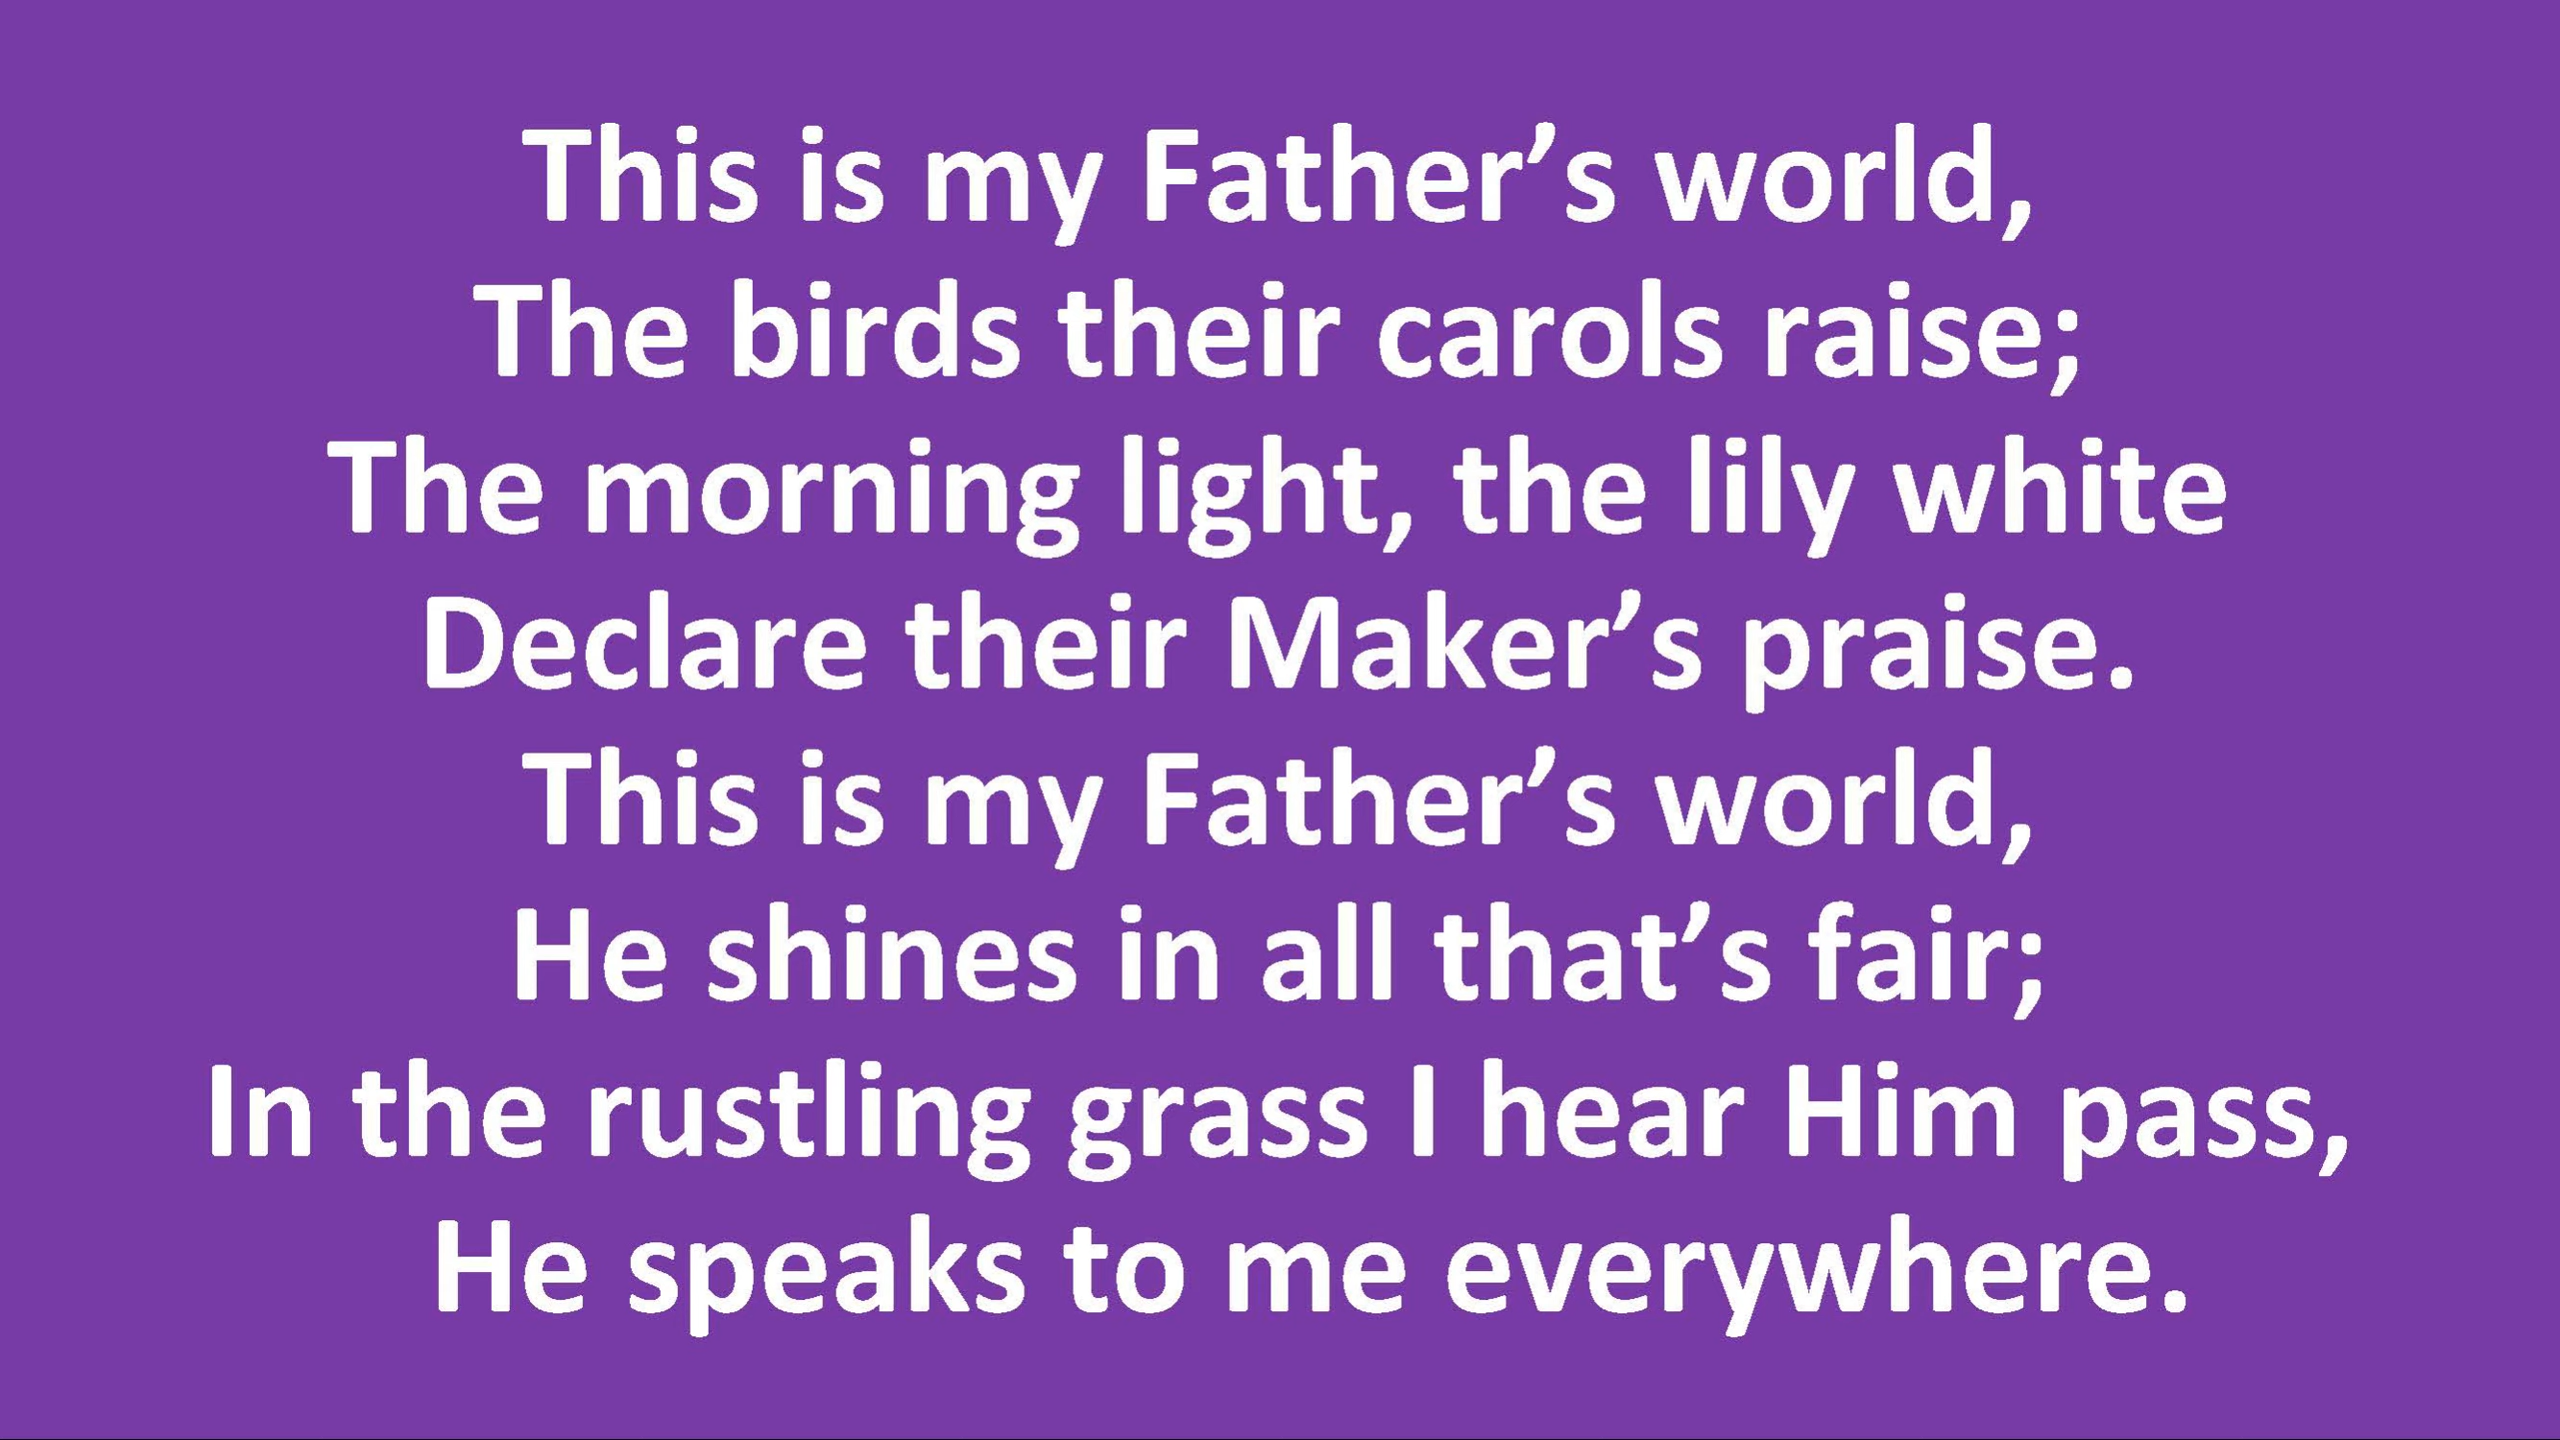 This is my Father’s world,
The birds their carols raise;
The morning light, the lily white
Declare their Maker’s praise.
This is my Father’s world,
He shines in all that’s fair;
In the rustling grass I hear Him pass,
He speaks to me everywhere.